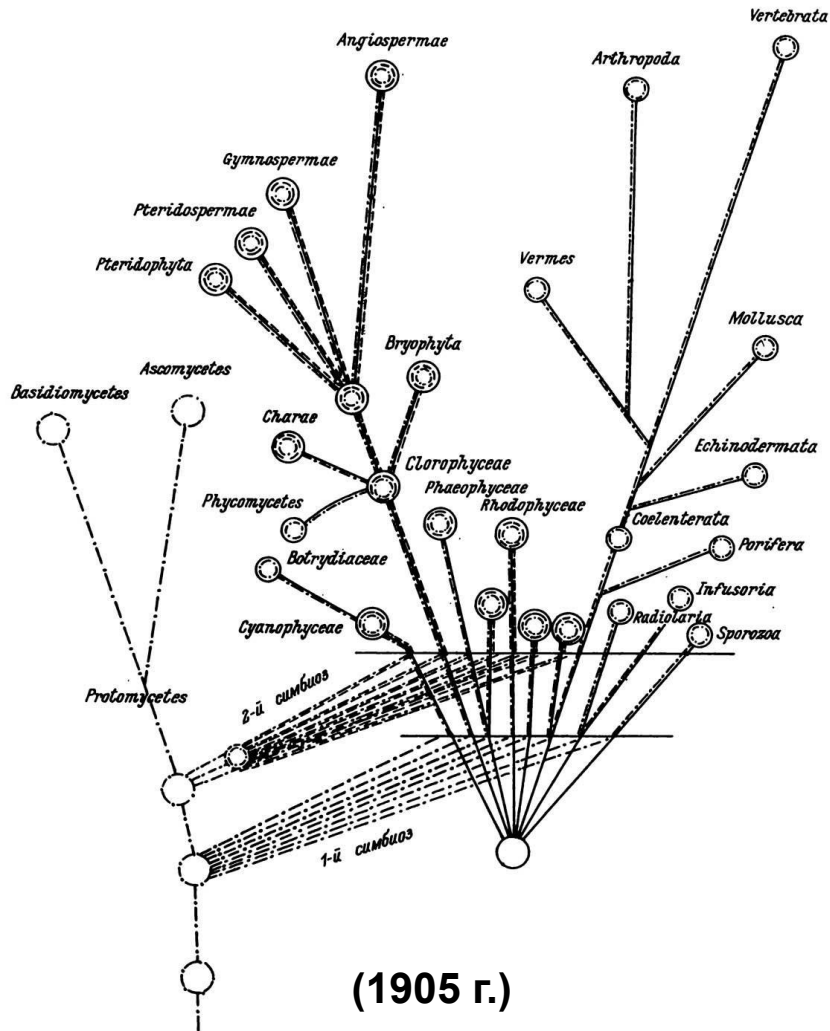 Vertebrata
Angiospermae
Arthropoda
Gymnospermae
Pteridospermae
Pteridophyta
Vermes
Mollusca
Bryophyta
Ascomycetes
Basidiomycetes
Charae
Echinodermata
Clorophyceae
Phaeophyceae
Phycomycetes
Rhodophyceae
Coelenterata
Porifera
Botrydiaceae
Infusoria
Radiolaria
Cyanophyceae
Sporozoa
Protomycetes
2-й симбиоз
1-й симбиоз
(1905 г.)